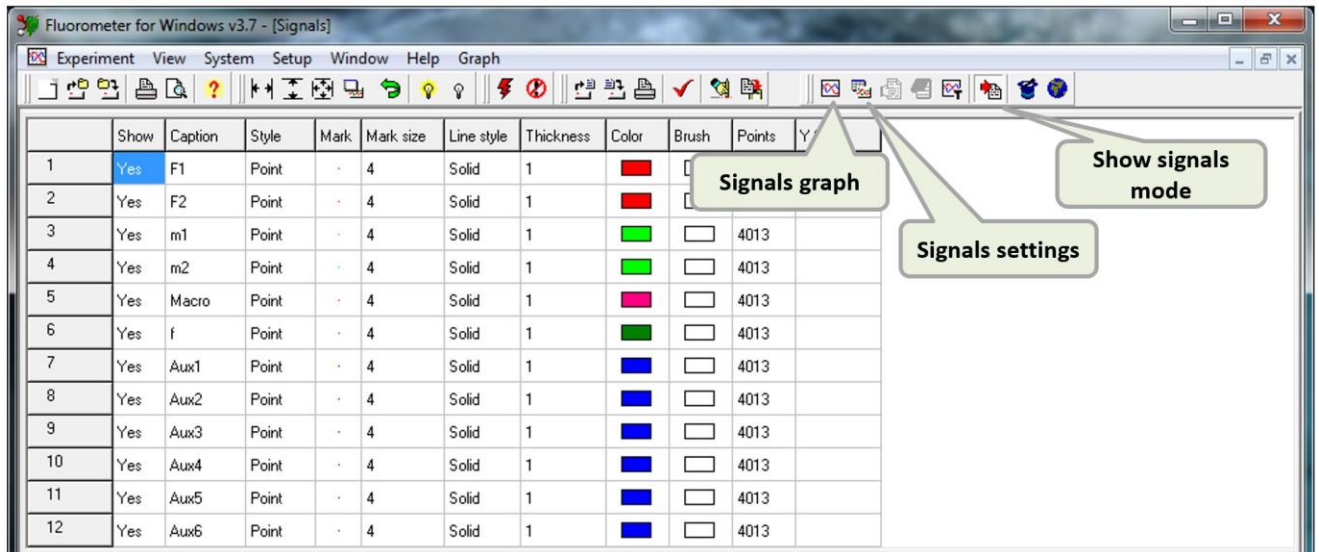 Fluorometer for Windows v3.7 - [Signals]
Experiment View System Setup Window Help Graph
Show Caption Style Mark Mark size Line style Thickness Color Brush Points Y
1 Yes F1 Point 4 Solid 1
2 Yes F2 Point 4 Solid 1
3 Yes m1 Point 4 Solid 1 4013
4 Yes m2 Point 4 Solid 1 4013
5 Yes Macro Point 4 Solid 1 4013
6 Yes f Point 4 Solid 1 4013
7 Yes Aux1 Point 4 Solid 1 4013
8 Yes Aux2 Point 4 Solid 1 4013
9 Yes Aux3 Point 4 Solid 1 4013
10 Yes Aux4 Point 4 Solid 1 4013
11 Yes Aux5 Point 4 Solid 1 4013
12 Yes Aux6 Point 4 Solid 1 4013
Signals graph
Signals settings
Show signals
mode